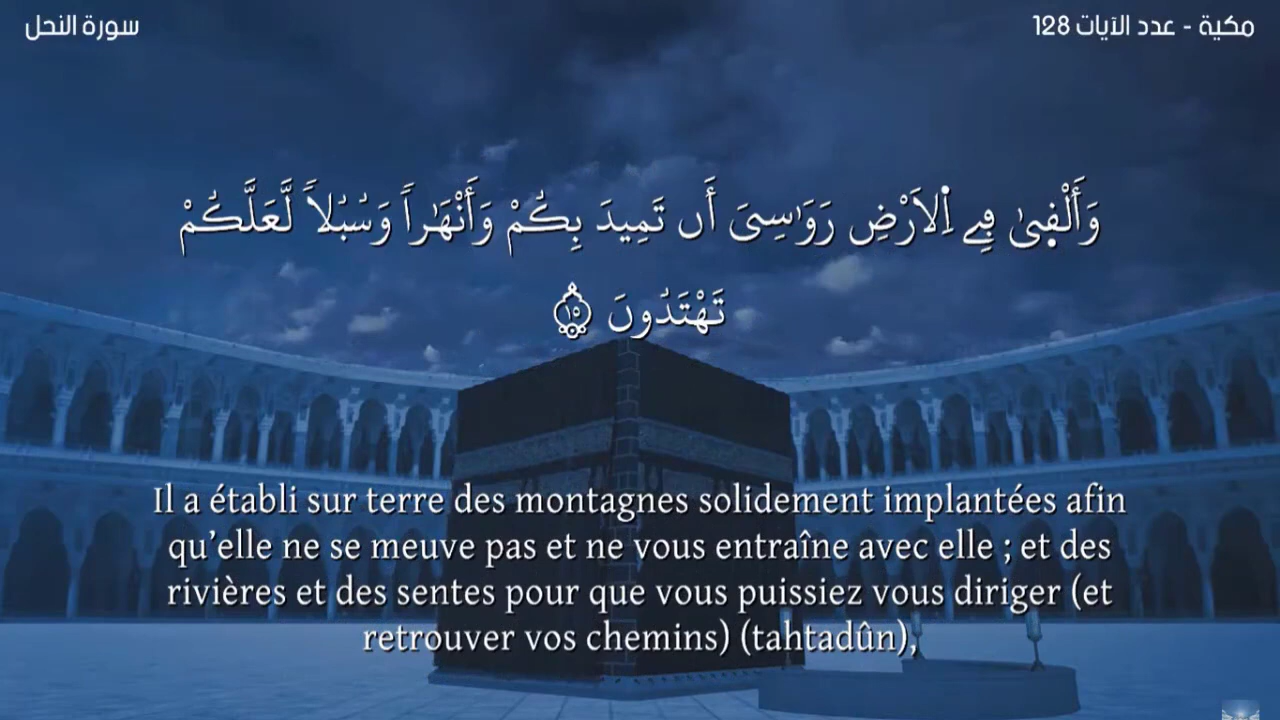 سورة النحل
مكية - عدد الآيات 128
وَأَلْقۭيٰ فِے اِ۬لَارْضِ رَوَٰسِيَ أَن تَمِيدَ بِكُمْ وَأَنْهَٰراٗ وَسُبُلاٗ لَّعَلَّكُمْ
تَهْتَدُونَ ١٥
Il a établi sur terre des montagnes solidement implantées afin
qu’elle ne se meuve pas et ne vous entraîne avec elle ; et des
rivières et des sentes pour que vous puissiez vous diriger (et
retrouver vos chemins) (tahtadûn),